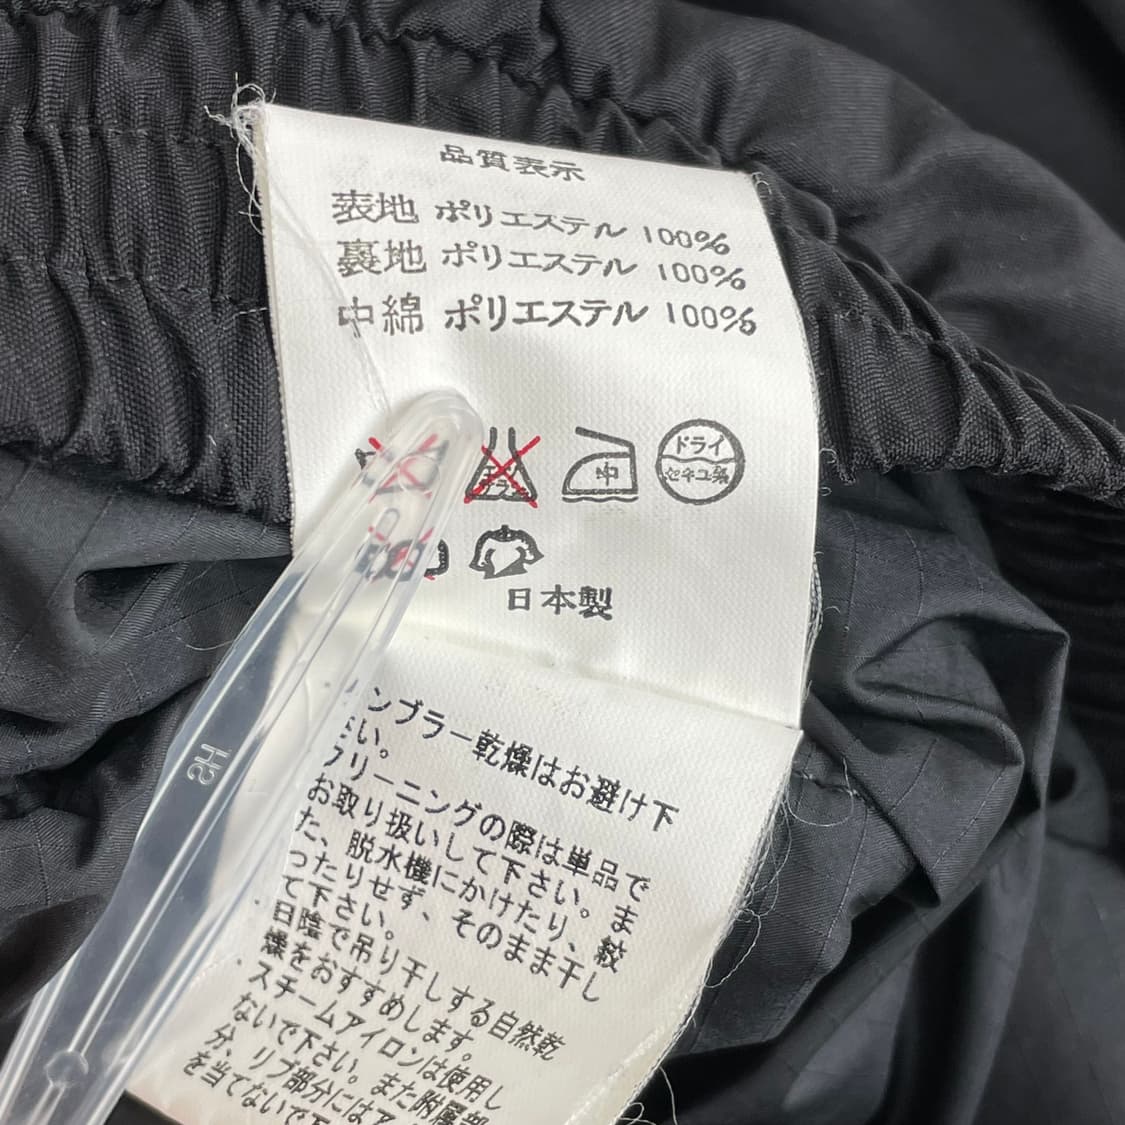 品質表示
表地 ポリエステル 100%
裏地 ポリエステル 100%
中綿 ポリエステル 100%
中
ドライ
日本製
ンブラー乾燥はお避け下
さい。
クリーニングの際は単品で
お取り扱いして下さい。ま
た、脱水機にかけたり、絞
ったりせず、そのまま干し
て下さい。
日陰で吊り干しする自然乾
燥をおすすめします。
スチームアイロンは使用し
ないで下さい。また附属部
分、リブ部分にはアイ
を当てないで下
HS